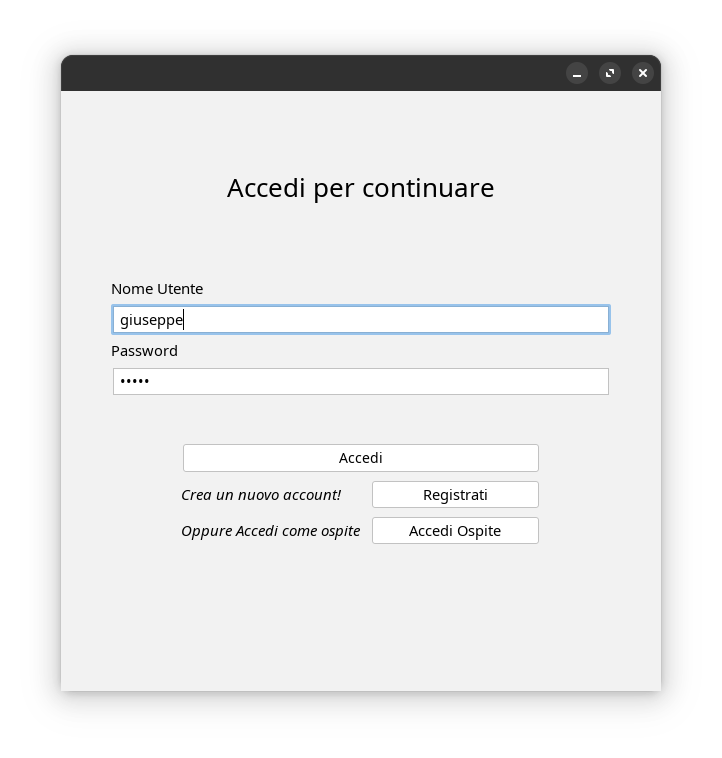 Accedi per continuare
Nome Utente
giuseppe
Password
•••••
Accedi
Crea un nuovo account! Registrati
Oppure Accedi come ospite Accedi Ospite